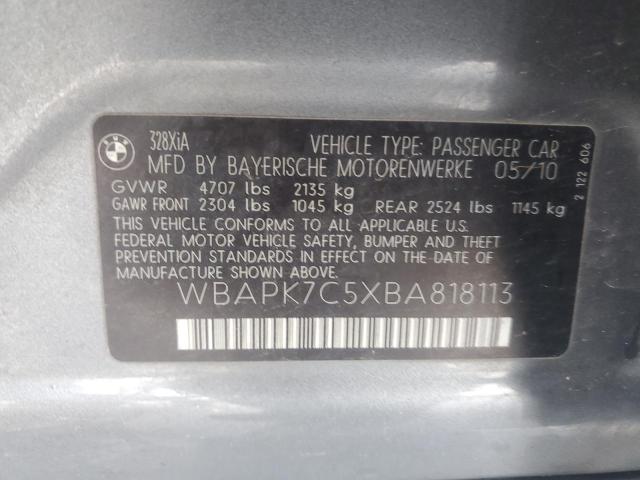 BMW
328XiA
VEHICLE TYPE: PASSENGER CAR
MFD BY BAYERISCHE MOTORENWERKE 05/10
GVWR 4707 lbs 2135 kg
GAWR FRONT 2304 lbs 1045 kg REAR 2524 lbs 1145 kg
THIS VEHICLE CONFORMS TO ALL APPLICABLE U.S.
FEDERAL MOTOR VEHICLE SAFETY, BUMPER AND THEFT
PREVENTION STANDARDS IN EFFECT ON THE DATE OF
MANUFACTURE SHOWN ABOVE.
WBAPK7C5XBA818113
2 122 606